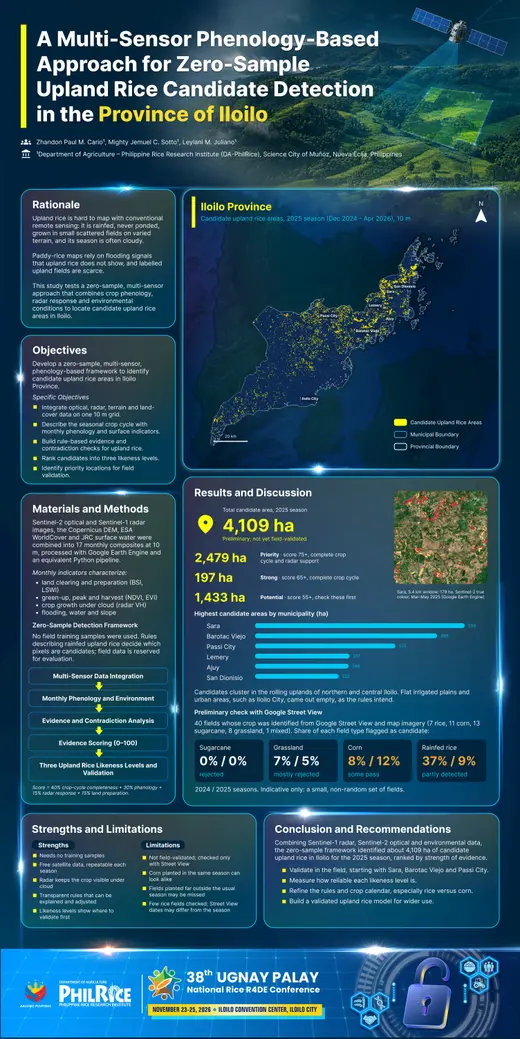 A Multi-Sensor Phenology-Based
Approach for Zero-Sample
Upland Rice Candidate Detection
in the Province of Iloilo
Zhandon Paul M. Cario¹, Mighty Jemuel C. Sotto¹, Leylani M. Juliano¹
¹Department of Agriculture – Philippine Rice Research Institute (DA-PhilRice), Science City of Muñoz, Nueva Ecija, Philippines
Rationale
Upland rice is hard to map with conventional
remote sensing: it is rainfed, never ponded,
grown in small scattered fields on varied
terrain, and its season is often cloudy.
Paddy-rice maps rely on flooding signals
that upland rice does not show, and labelled
upland fields are scarce.
This study tests a zero-sample, multi-sensor
approach that combines crop phenology,
radar response and environmental
conditions to locate candidate upland rice
areas in Iloilo.
Objectives
Develop a zero-sample, multi-sensor,
phenology-based framework to identify
candidate upland rice areas in Iloilo
Province.
Specific Objectives
Integrate optical, radar, terrain and land-
cover data on one 10 m grid.
Describe the seasonal crop cycle with
monthly phenology and surface indicators.
Build rule-based evidence and
contradiction checks for upland rice.
Rank candidates into three likeness levels.
Identify priority locations for field
validation.
Materials and Methods
Sentinel-2 optical and Sentinel-1 radar
images, the Copernicus DEM, ESA
WorldCover and JRC surface water were
combined into 17 monthly composites at 10
m, processed with Google Earth Engine and
an equivalent Python pipeline.
Monthly indicators characterize:
land clearing and preparation (BSI,
LSWI)
green-up, peak and harvest (NDVI, EVI)
crop growth under cloud (radar VH)
flooding, water and slope
Zero-Sample Detection Framework
No field training samples were used. Rules
describing rainfed upland rice decide which
pixels are candidates; field data is reserved
for evaluation.
Multi-Sensor Data Integration
Monthly Phenology and Environment
Evidence and Contradiction Analysis
Evidence Scoring (0–100)
Three Upland Rice Likeness Levels and
Validation
Score = 40% crop-cycle completeness + 30% phenology +
15% radar response + 15% land preparation.
Iloilo Province
Candidate upland rice areas, 2025 season (Dec 2024 - Apr 2026), 10 m
N
San Dionisio
Sara
Lemery
Passi City
Ajuy
Barotac Viejo
Iloilo City
20 km
Candidate Upland Rice Areas
Municipal Boundary
Provincial Boundary
Results and Discussion
Total candidate area, 2025 season
4,109 ha
Preliminary; not yet field-validated
2,479 ha
Priority · score 75+, complete crop
cycle and radar support
197 ha
Strong · score 65+, complete crop cycle
1,433 ha
Potential · score 55+, check these first
Sara, 5.4 km window: 178 ha, Sentinel-2 true
colour, Mar–May 2025 (Google Earth Engine)
Highest candidate areas by municipality (ha)
Sara
Barotac Viejo
Passi City
Lemery
Ajuy
San Dionisio
Candidates cluster in the rolling uplands of northern and central Iloilo. Flat irrigated plains and
urban areas, such as Iloilo City, came out empty, as the rules intend.
Preliminary check with Google Street View
40 fields whose crop was identified from Google Street View and map imagery (7 rice, 11 corn, 13
sugarcane, 8 grassland, 1 mixed). Share of each field type flagged as candidate:
Sugarcane
0% / 0%
rejected
Grassland
7% / 5%
mostly rejected
Corn
8% / 12%
some pass
Rainfed rice
37% / 9%
partly detected
2024 / 2025 seasons. Indicative only: a small, non-random set of fields.
Strengths and Limitations
Strengths
Needs no training samples
Free satellite data, repeatable each
season
Radar keeps the crop visible under
cloud
Transparent rules that can be
explained and adjusted
Likeness levels show where to
validate first
Limitations
Not field-validated; checked only
with Street View
Corn planted in the same season can
look alike
Fields planted far outside the usual
season may be missed
Few rice fields checked; Street View
dates may differ from the season
Conclusion and Recommendations
Combining Sentinel-1 radar, Sentinel-2 optical and environmental data,
the zero-sample framework identified about 4,109 ha of candidate
upland rice in Iloilo for the 2025 season, ranked by strength of evidence.
Validate in the field, starting with Sara, Barotac Viejo and Passi City.
Measure how reliable each likeness level is.
Refine the rules and crop calendar, especially rice versus corn.
Build a validated upland rice model for wider use.
BAGONG PILIPINAS
DEPARTMENT OF AGRICULTURE
PHILRICE
PHILIPPINE RICE RESEARCH INSTITUTE
38th UGNAY PALAY
National Rice R4DE Conference
NOVEMBER 23-25, 2026 • ILOILO CONVENTION CENTER, ILOILO CITY